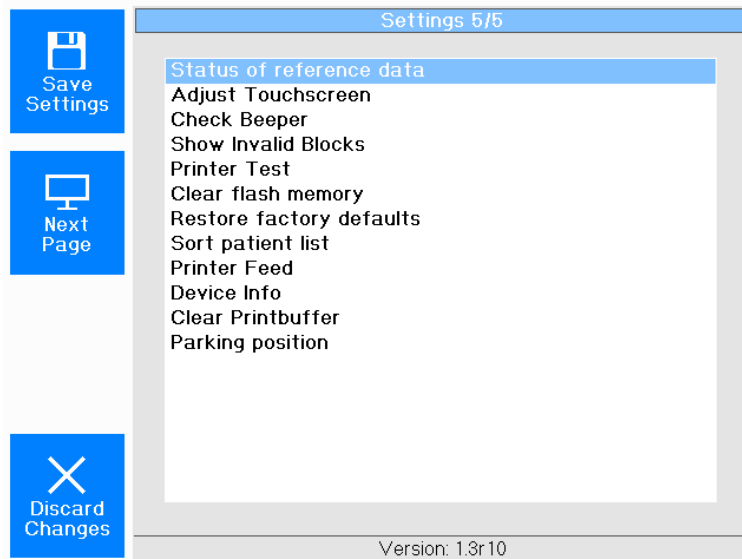 Settings 5/5
Save
Settings
Next
Page
Discard
Changes
Status of reference data
Adjust Touchscreen
Check Beeper
Show Invalid Blocks
Printer Test
Clear flash memory
Restore factory defaults
Sort patient list
Printer Feed
Device Info
Clear Printbuffer
Parking position
Version: 1.3r10